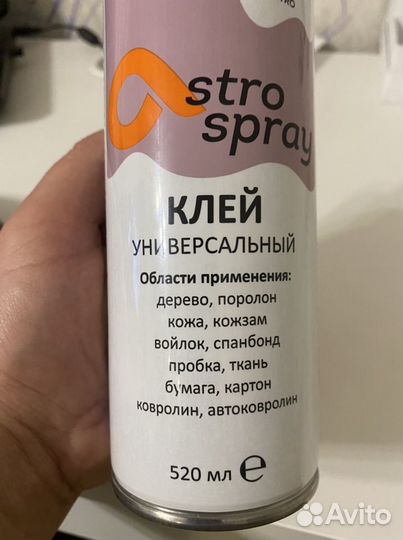 stro
spray
КЛЕЙ
УНИВЕРСАЛЬНЫЙ
Области применения:
дерево, поролон
кожа, кожзам
войлок, спанбонд
пробка, ткань
бумага, картон
ковролин, автоковролин
520 мл ℮
Avito